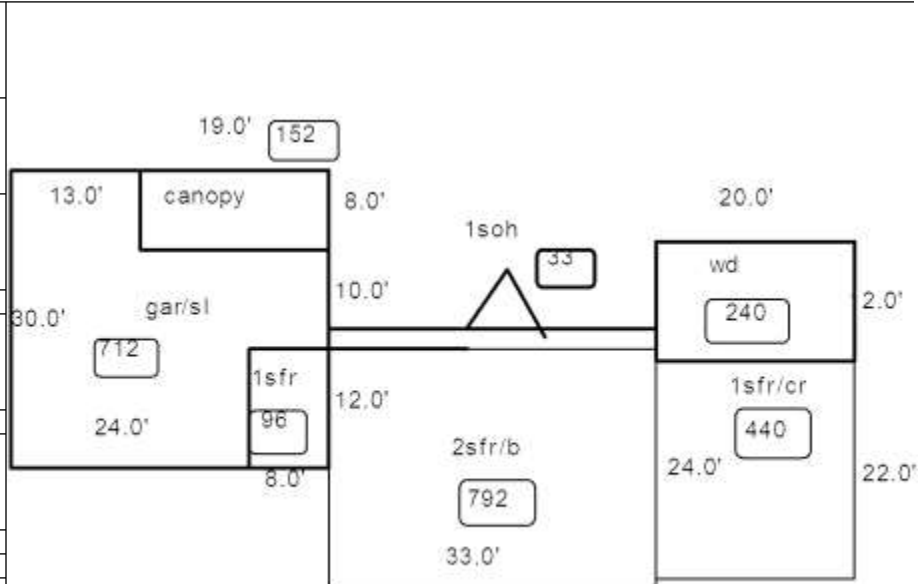 19.0'
152
13.0'
canopy
8.0'
20.0'
1soh
33
wd
10.0'
gar/sl
240
2.0'
30.0'
712
1sfr
1sfr/cr
12.0'
96
24.0'
440
2sfr/b
24.0'
22.0'
8.0'
792
33.0'